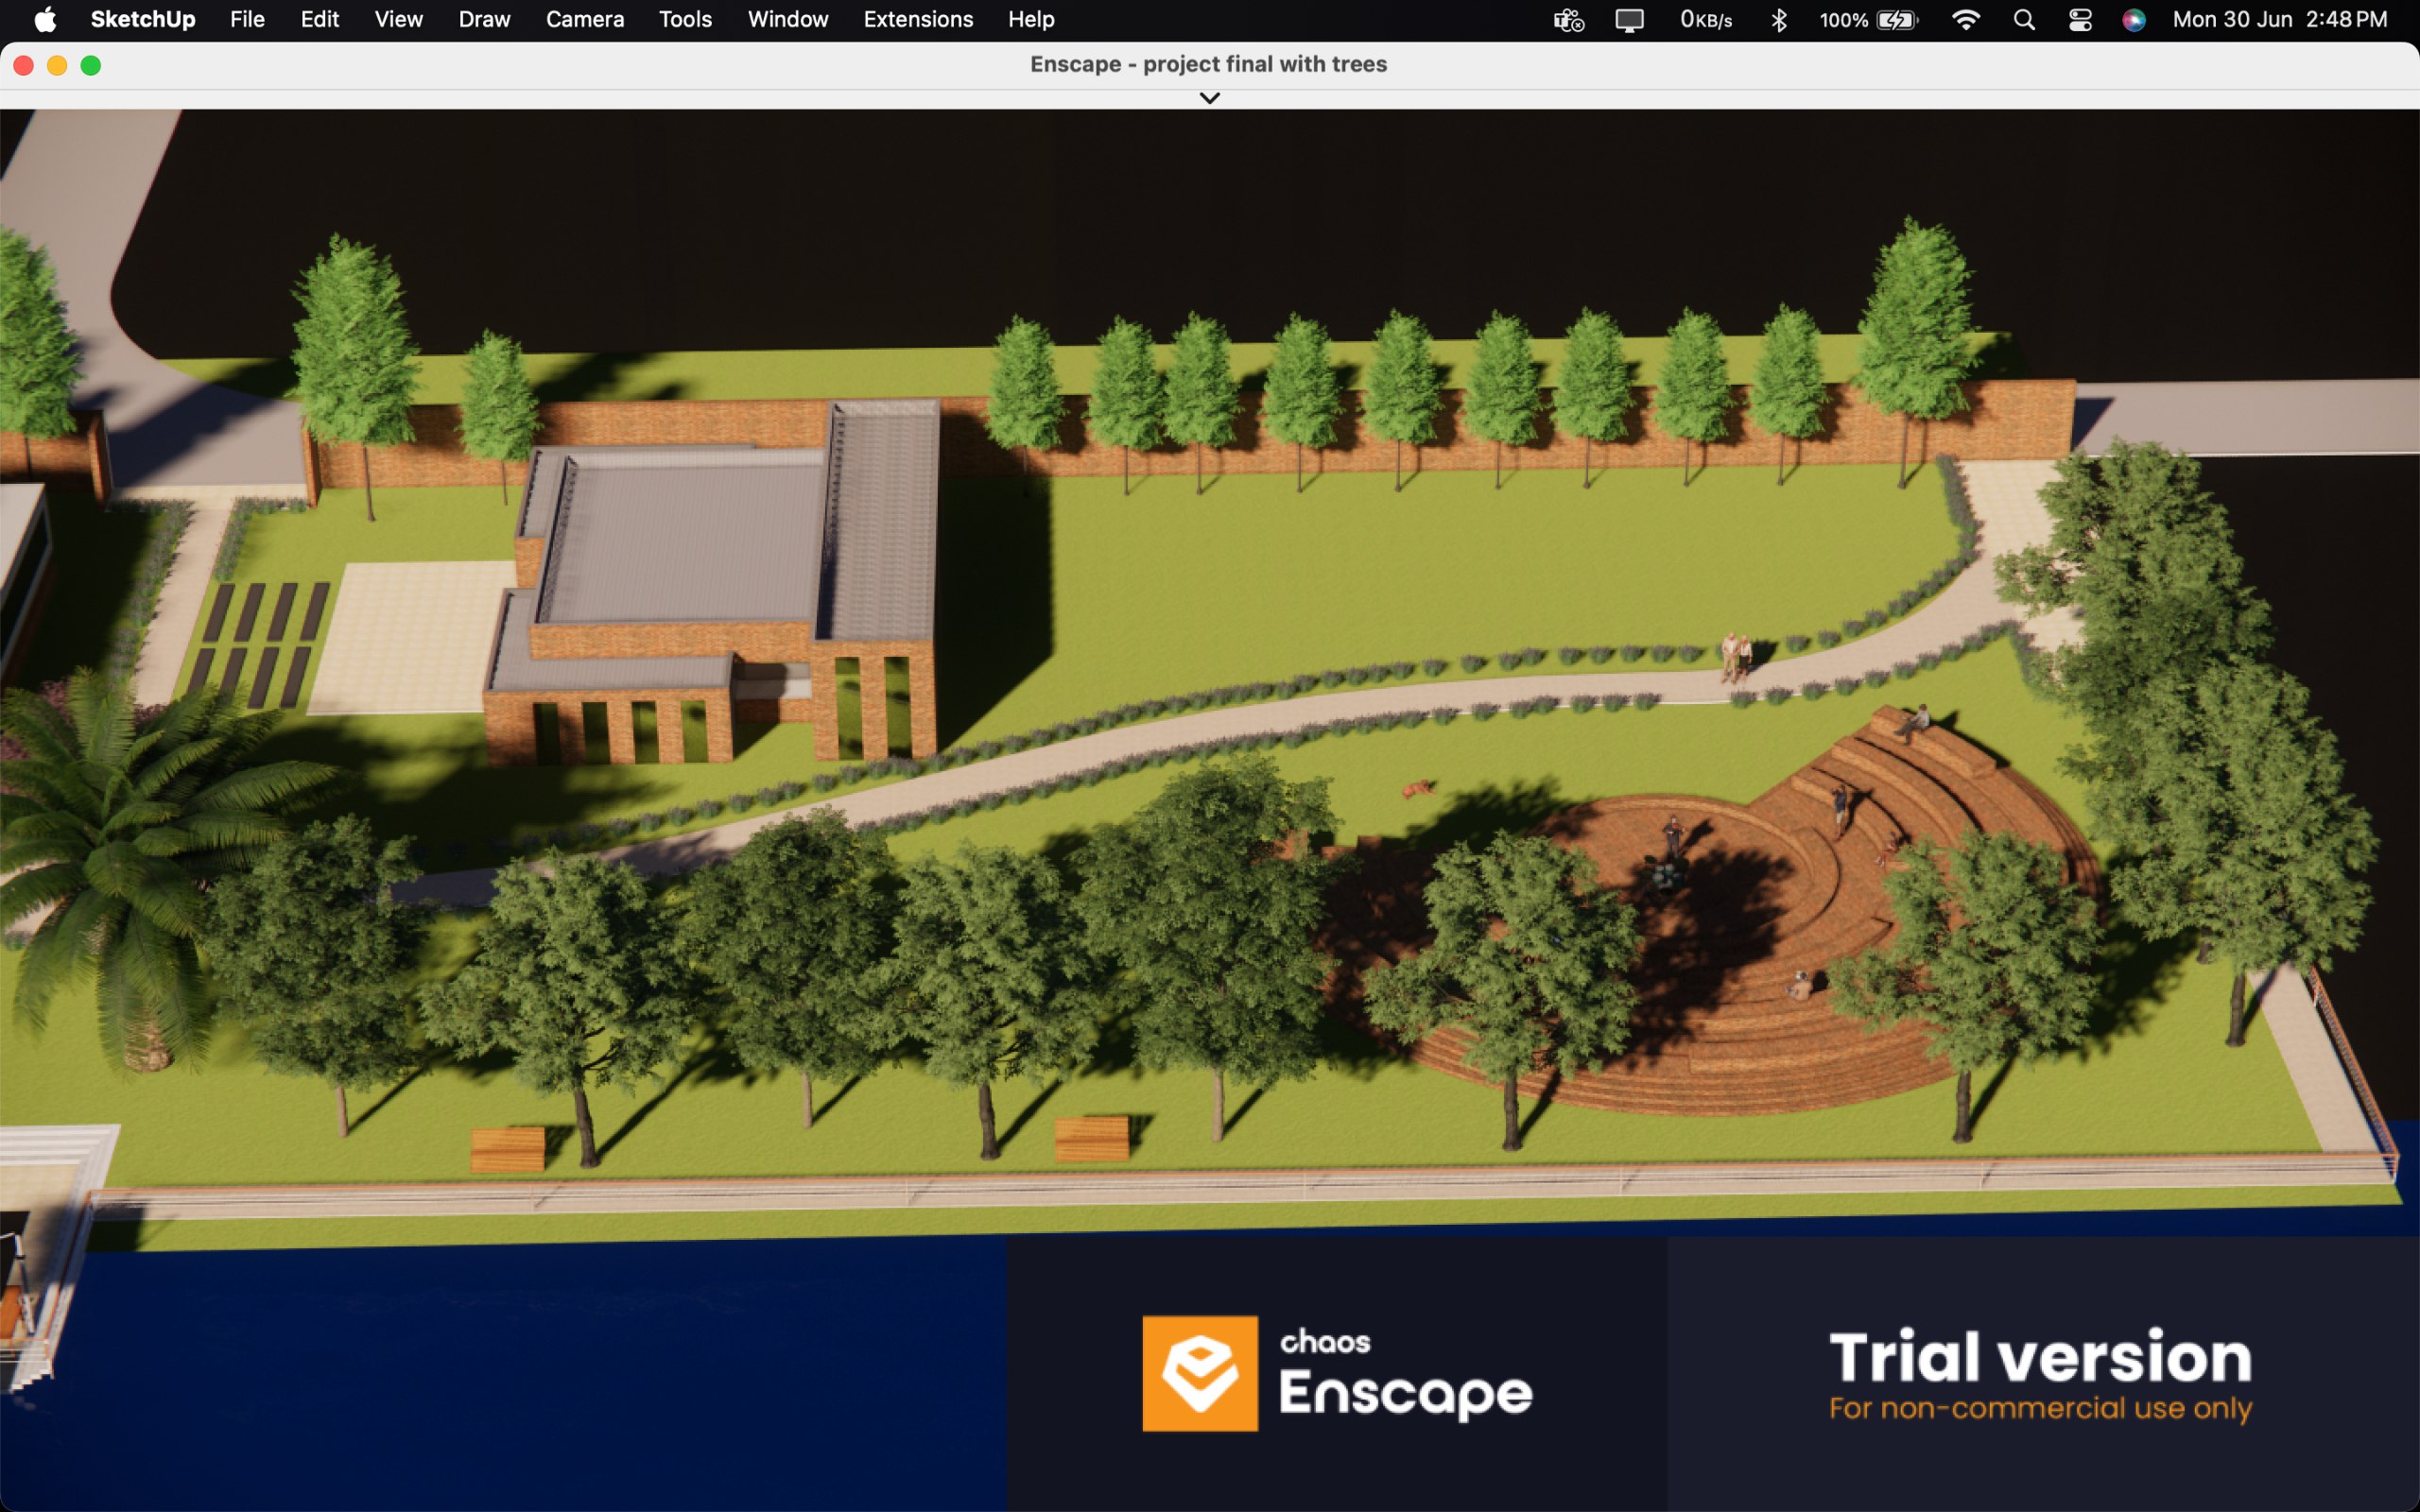 SketchUp File Edit View Draw Camera Tools Window Extensions Help 0KB/s 100% Mon 30 Jun 2:48 PM
Enscape - project final with trees
chaos
Enscape
Trial version
For non-commercial use only